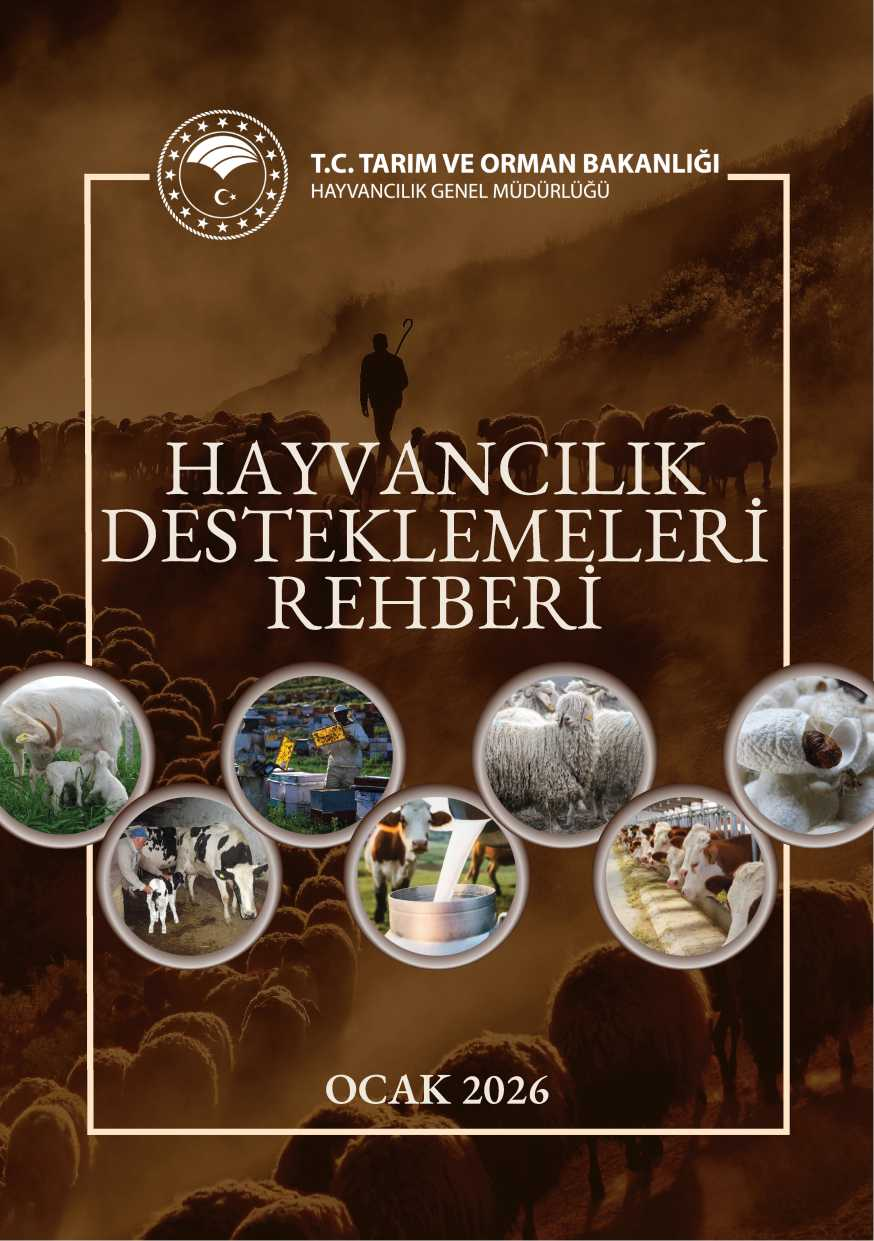 T.C. TARIM VE ORMAN BAKANLIĞI
HAYVANCILIK GENEL MÜDÜRLÜĞÜ
HAYVANCILIK
DESTEKLEMELERİ
REHBERİ
OCAK 2026